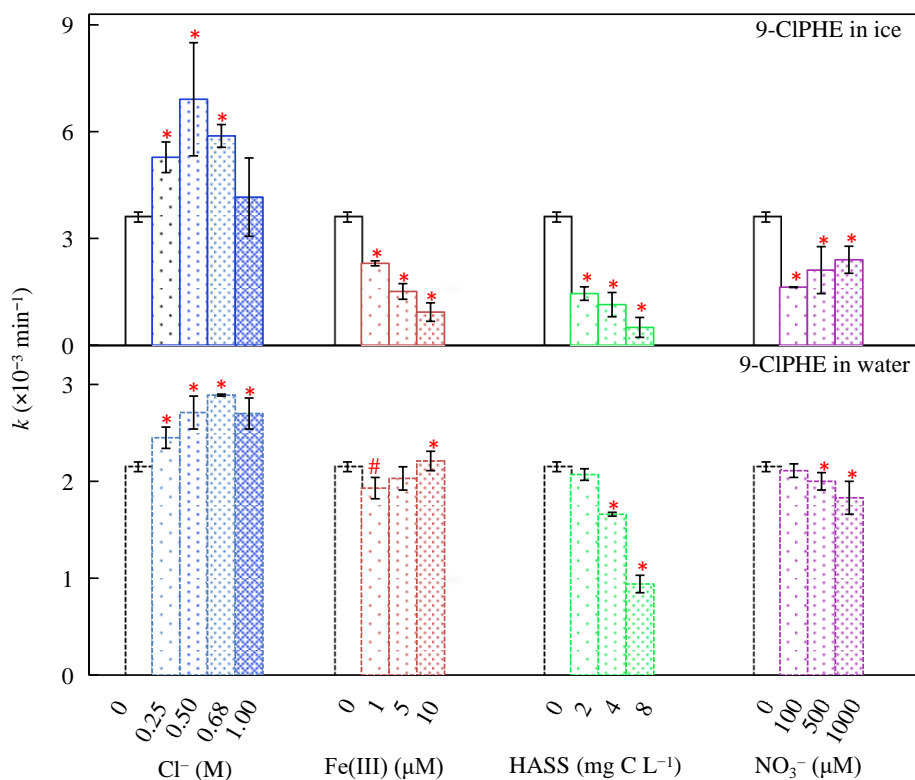 9-ClPHE in ice
9
*
*
*
6
3
* * *
* * *
* * *
0
k (×10⁻³ min⁻¹)
9-ClPHE in water
3
* * * *
# *
* *
* *
2
1
0
0 0.25 0.50 0.68 1.00
0 1 5 10
0 2 4 8
0 100 500 1000
Cl⁻ (M)
Fe(III) (μM)
HASS (mg C L⁻¹)
NO₃⁻ (μM)